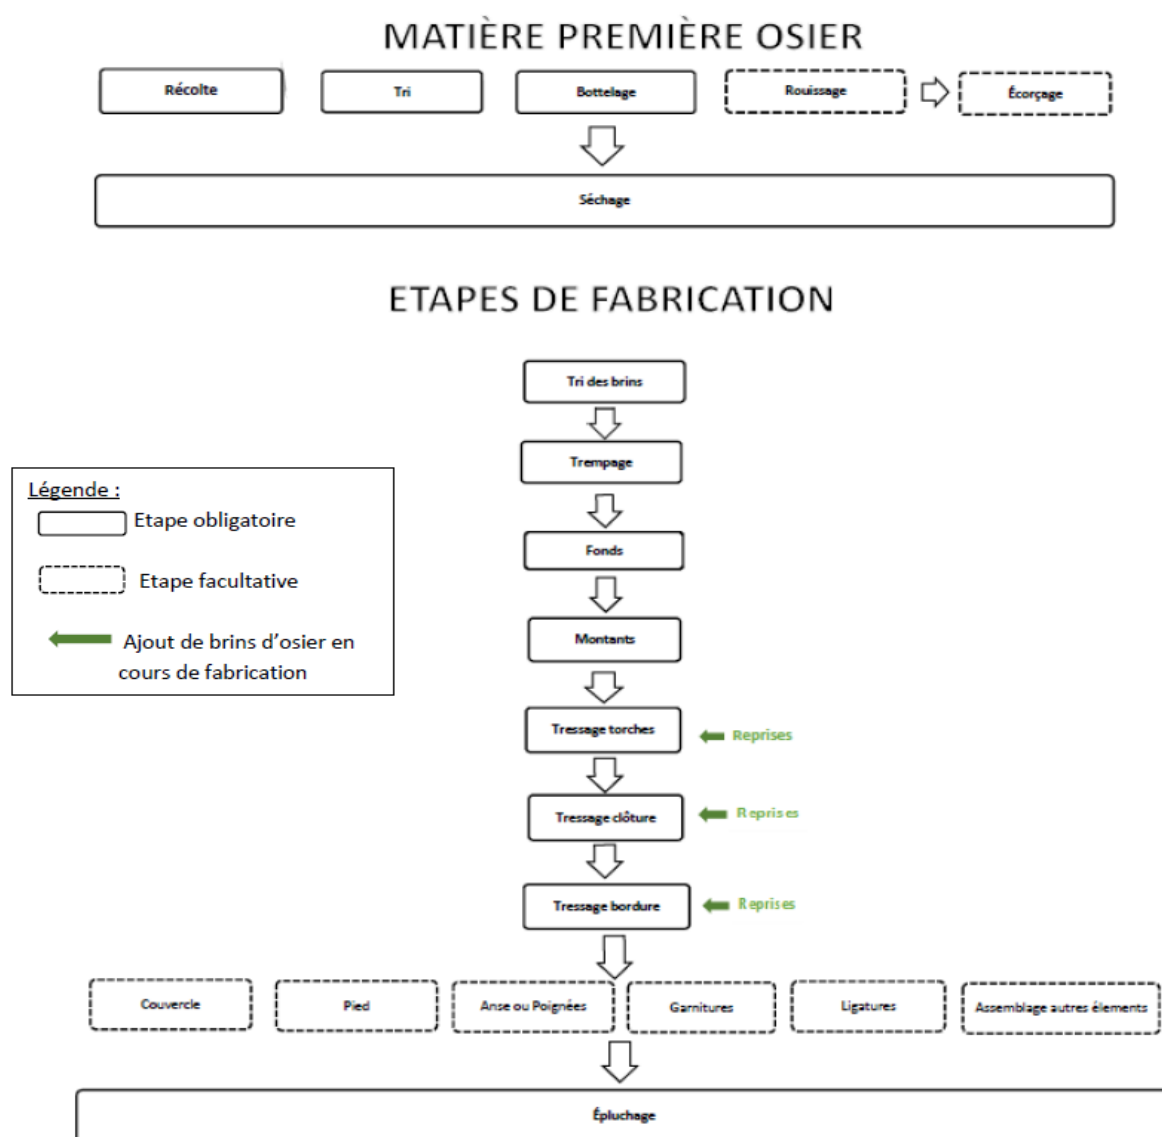 MATIÈRE PREMIÈRE OSIER
Récolte
Tri
Bottelage
Rouissage
Écorçage
Séchage
ETAPES DE FABRICATION
Tri des brins
Trempage
Légende :
Etape obligatoire
Etape facultative
Ajout de brins d'osier en
cours de fabrication
Fonds
Montants
Tressage torches
Reprises
Tressage clôture
Reprises
Tressage bordure
Reprises
Couvercle
Pied
Anse ou Poignées
Garnitures
Ligatures
Assemblage autres élements
Épluchage